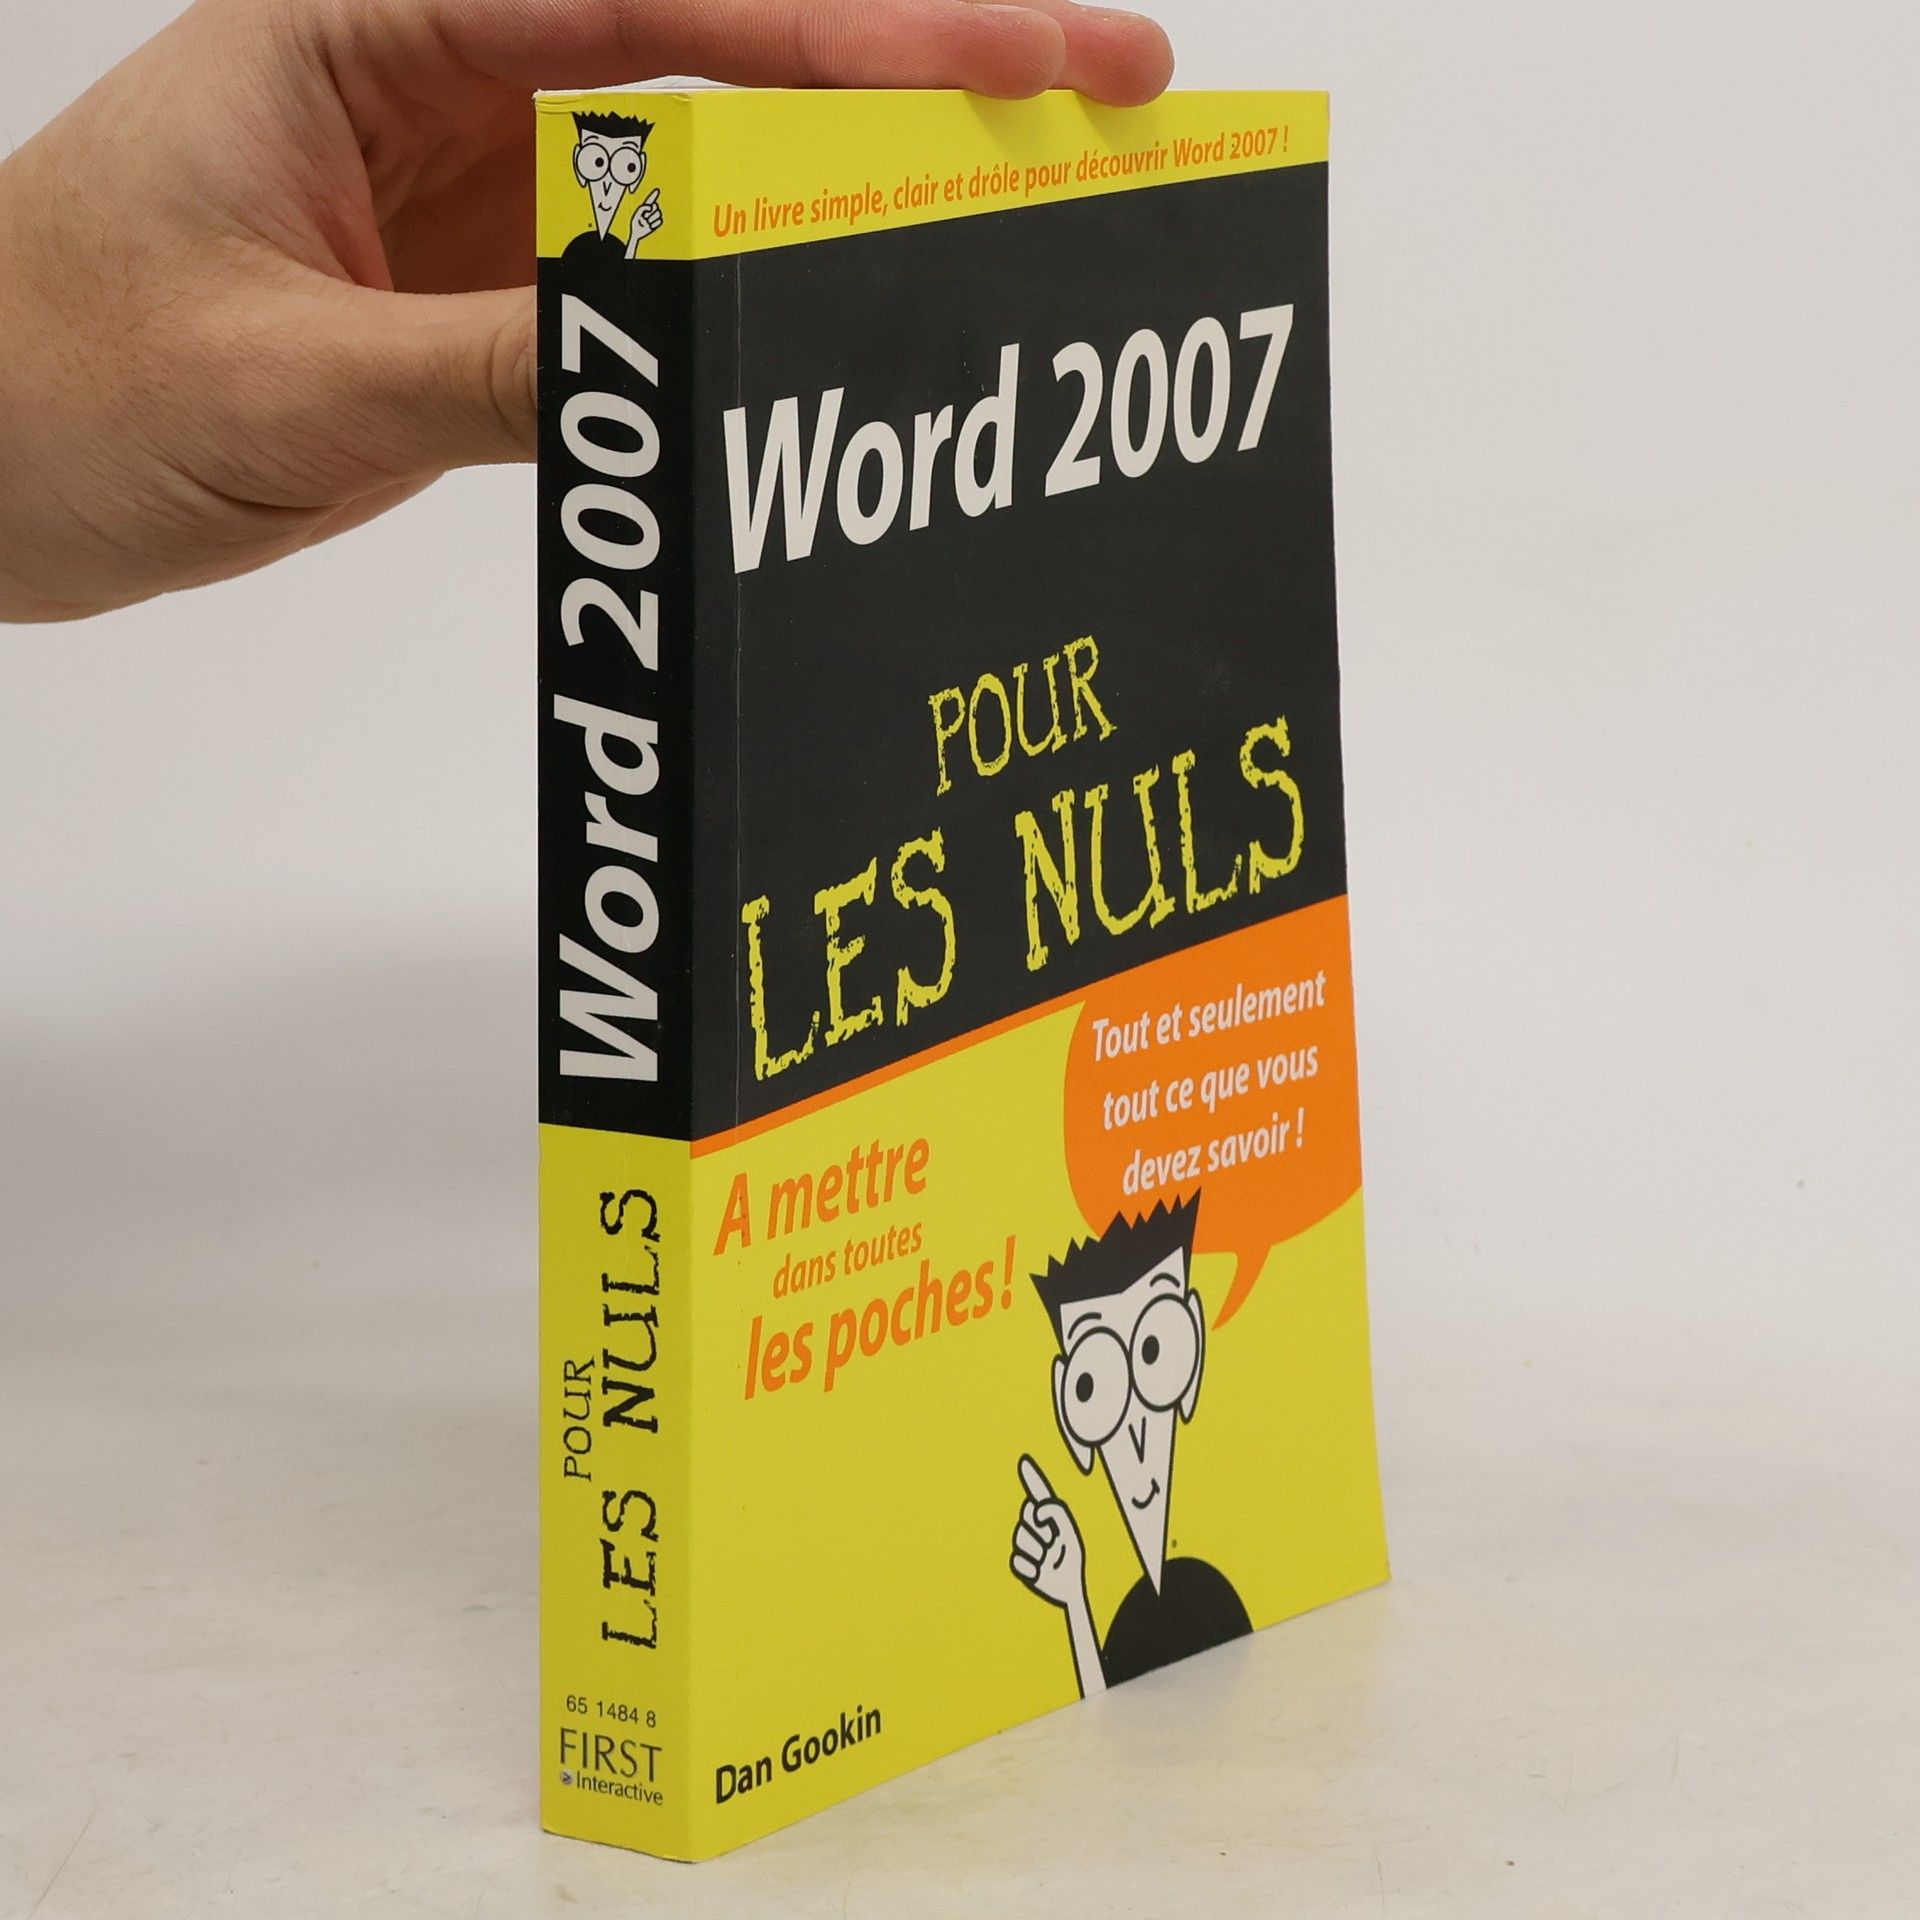 Word 2007
POUR
LES NULS
65 1484 8
FIRST
Interactive
Un livre simple, clair et drôle pour découvrir Word 2007 !
Word 2007
POUR
LES NULS
Tout et seulement
tout ce que vous
devez savoir !
A mettre
dans toutes
les poches !
Dan Gookin